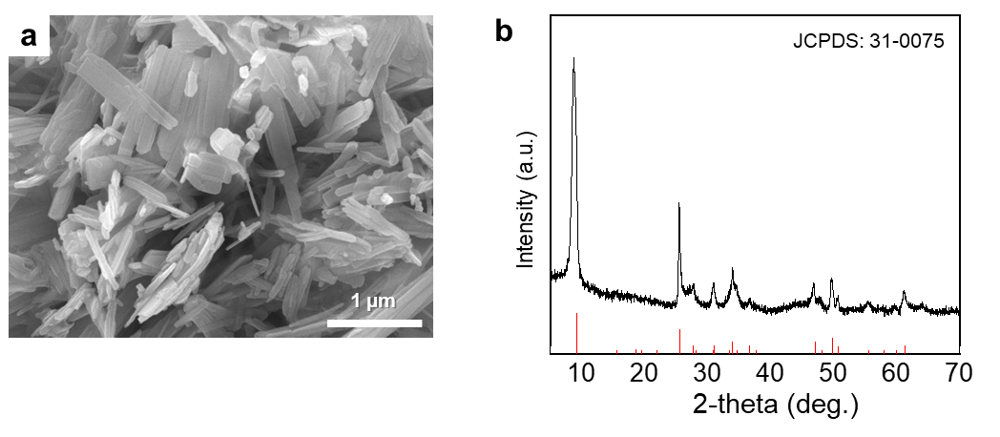 a
1 μm
b
JCPDS: 31-0075
Intensity (a.u.)
10 20 30 40 50 60 70
2-theta (deg.)